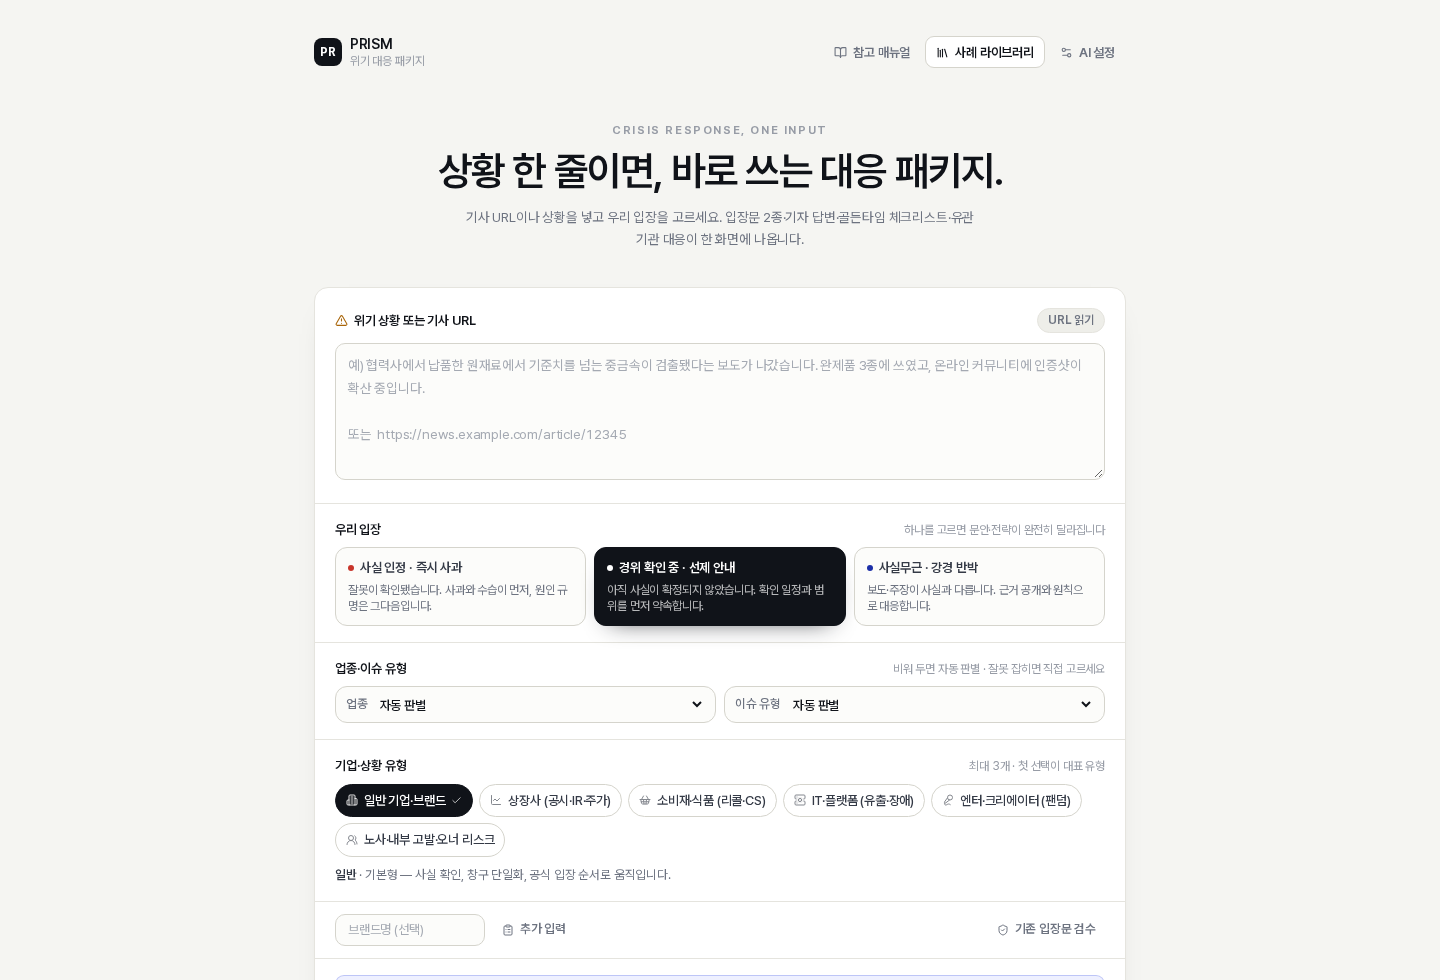 PR
PRISM
위기 대응 패키지
참고 매뉴얼
사례 라이브러리
AI 설정
CRISIS RESPONSE, ONE INPUT
상황 한 줄이면, 바로 쓰는 대응 패키지.
기사 URL이나 상황을 넣고 우리 입장을 고르세요. 입장문 2종·기자 답변·골든타임 체크리스트·유관
기관 대응이 한 화면에 나옵니다.
위기 상황 또는 기사 URL
URL 읽기
예) 협력사에서 납품한 원재료에서 기준치를 넘는 중금속이 검출됐다는 보도가 나갔습니다. 완제품 3종에 쓰였고, 온라인 커뮤니티에 인증샷이
확산 중입니다.
또는 https://news.example.com/article/12345
우리 입장
하나를 고르면 문안·전략이 완전히 달라집니다
사실 인정 · 즉시 사과
잘못이 확인됐습니다. 사과와 수습이 먼저, 원인 규
명은 그다음입니다.
경위 확인 중 · 선제 안내
아직 사실이 확정되지 않았습니다. 확인 일정과 범
위를 먼저 약속합니다.
사실무근 · 강경 반박
보도·주장이 사실과 다릅니다. 근거 공개와 원칙으
로 대응합니다.
업종·이슈 유형
비워 두면 자동 판별 · 잘못 잡히면 직접 고르세요
업종 자동 판별
이슈 유형 자동 판별
기업·상황 유형
최대 3개 · 첫 선택이 대표 유형
일반 기업·브랜드
상장사 (공시·IR·주가)
소비재·식품 (리콜·CS)
IT·플랫폼 (유출·장애)
엔터·크리에이터 (팬덤)
노사·내부 고발·오너 리스크
일반 · 기본형 — 사실 확인, 창구 단일화, 공식 입장 순서로 움직입니다.
브랜드명 (선택)
추가 입력
기존 입장문 검수